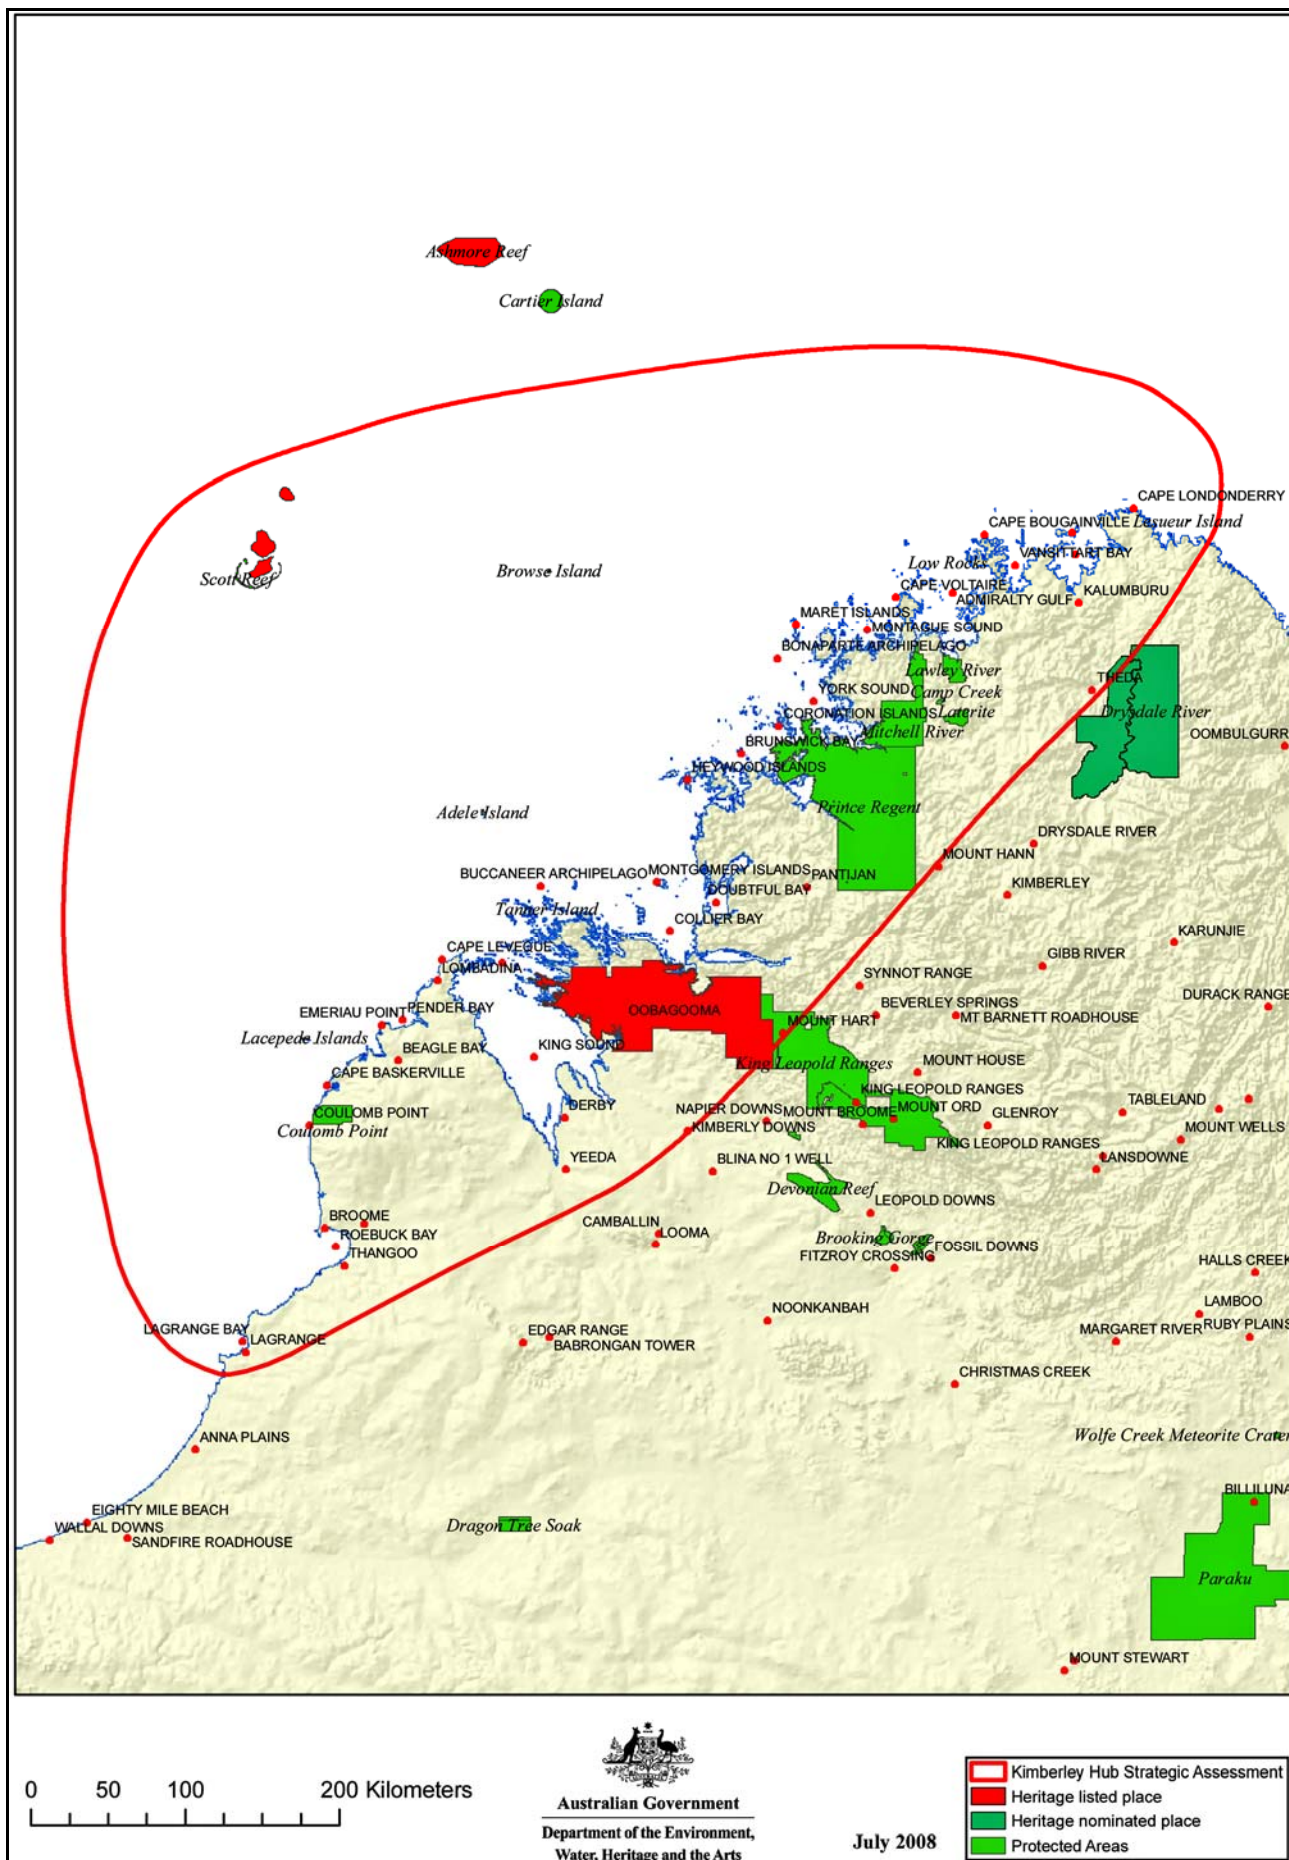 Ashmore Reef
Cartier Island
CAPE LONDONDERRY
CAPE BOUGAINVILLE
Lesueur Island
VANSITTART BAY
Low Rocks
Scott Reef
Browse Island
CAPE VOLTAIRE
ADMIRALTY GULF
KALUMBURU
MARET ISLANDS
MONTAGUE SOUND
BONAPARTE ARCHIPELAGO
Lawley River
THEDA
YORK SOUND
Camp Creek
CORONATION ISLANDS
Laterite
Drysdale River
Mitchell River
OOMBULGURR
BRUNSWICK BAY
HEYWOOD ISLANDS
Prince Regent
Adele Island
DRYSDALE RIVER
MOUNT HANN
BUCCANEER ARCHIPELAGO
MONTGOMERY ISLANDS
PANTIJAN
KIMBERLEY
DOUBTFUL BAY
Tanner Island
COLLIER BAY
KARUNJIE
CAPE LEVEQUE
GIBB RIVER
LOMBADINA
SYNNOT RANGE
DURACK RANGE
EMERIAU POINT
PENDER BAY
OOBAGOOMA
BEVERLEY SPRINGS
MT BARNETT ROADHOUSE
MOUNT HART
Lacepede Islands
BEAGLE BAY
KING SOUND
King Leopold Ranges
MOUNT HOUSE
CAPE BASKERVILLE
KING LEOPOLD RANGES
TABLELAND
COULOMB POINT
DERBY
NAPIER DOWNS
MOUNT BROOME
MOUNT ORD
GLENROY
Coulomb Point
KIMBERLY DOWNS
MOUNT WELLS
KING LEOPOLD RANGES
YEEDA
BLINA NO 1 WELL
LANSDOWNE
Devonian Reef
LEOPOLD DOWNS
BROOME
ROEBUCK BAY
CAMBALLIN
LOOMA
Brooking Gorge
FOSSIL DOWNS
THANGOO
FITZROY CROSSING
HALLS CREEK
NOONKANBAH
LAMBOO
LAGRANGE BAY
LAGRANGE
EDGAR RANGE
BABRONGAN TOWER
MARGARET RIVER
RUBY PLAINS
CHRISTMAS CREEK
ANNA PLAINS
Wolfe Creek Meteorite Crater
BILLILUNA
EIGHTY MILE BEACH
WALLAL DOWNS
SANDFIRE ROADHOUSE
Dragon Tree Soak
Paraku
MOUNT STEWART
0 50 100 200 Kilometers
Australian Government
Department of the Environment,
Water, Heritage and the Arts
July 2008
Kimberley Hub Strategic Assessment
Heritage listed place
Heritage nominated place
Protected Areas